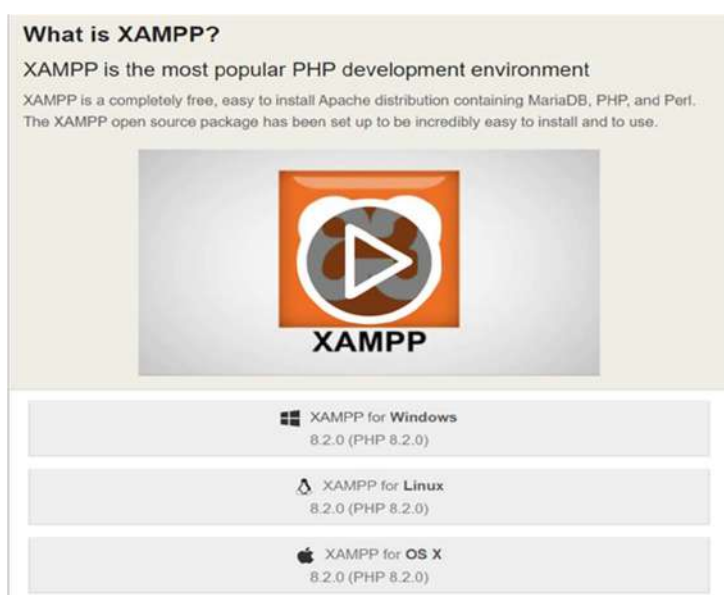 What is XAMPP?
XAMPP is the most popular PHP development environment
XAMPP is a completely free, easy to install Apache distribution containing MariaDB, PHP, and Perl.
The XAMPP open source package has been set up to be incredibly easy to install and to use.
XAMPP
XAMPP for Windows
8.2.0 (PHP 8.2.0)
XAMPP for Linux
8.2.0 (PHP 8.2.0)
XAMPP for OS X
8.2.0 (PHP 8.2.0)